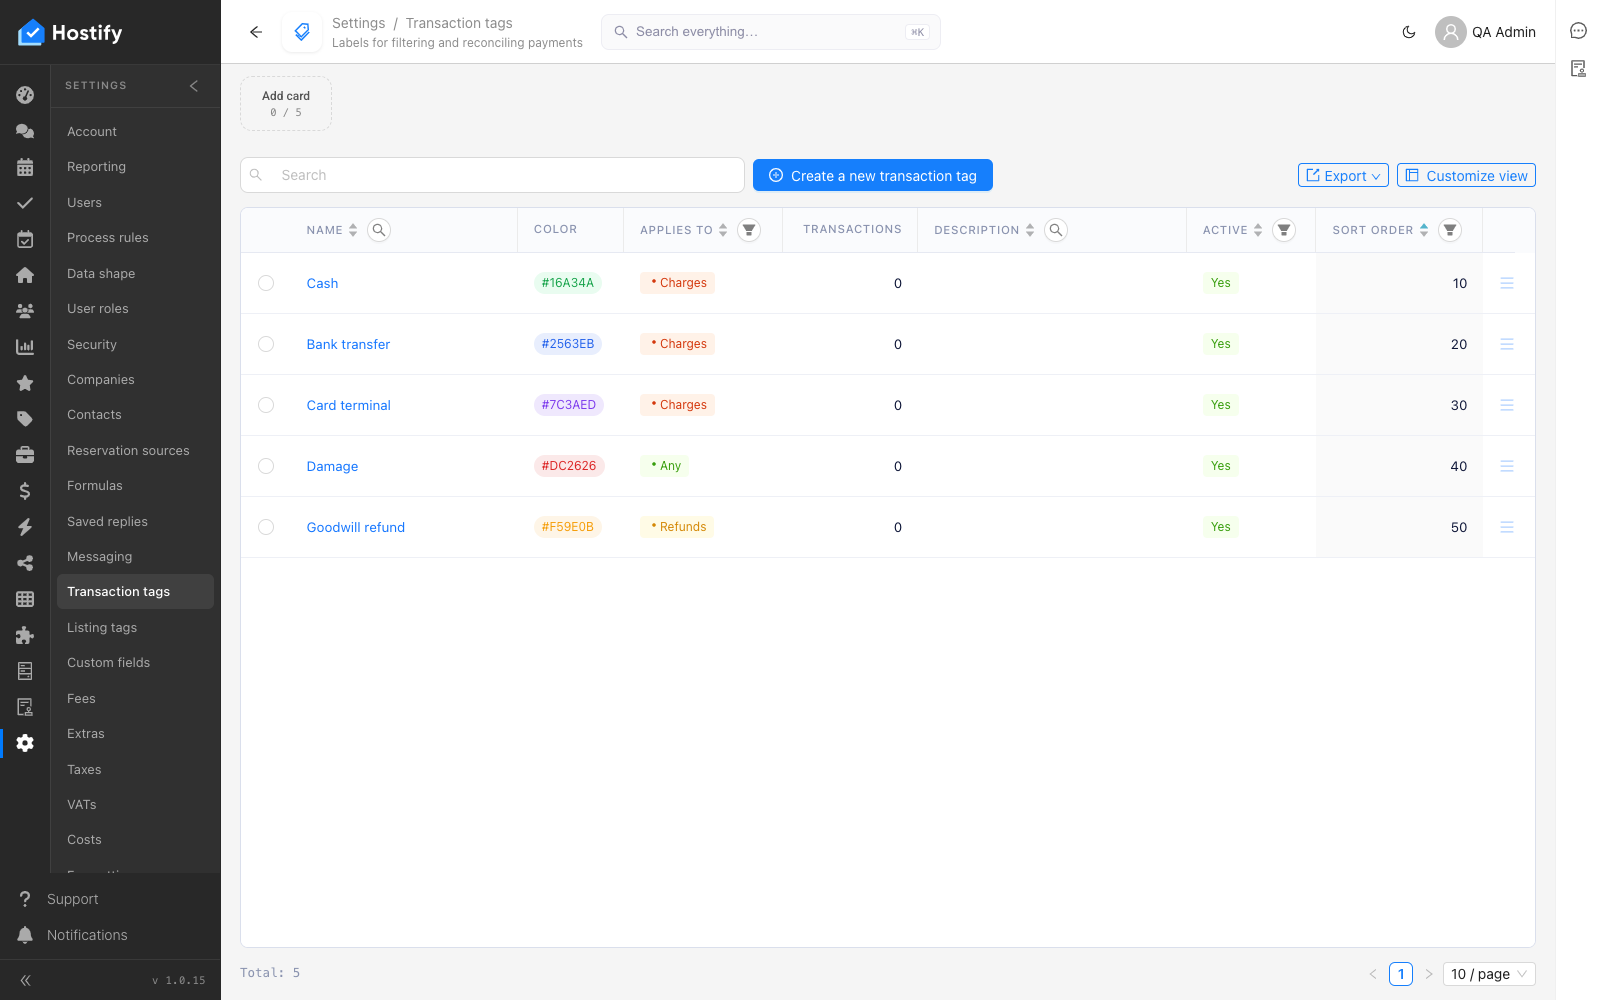 Hostify
Settings / Transaction tags
Labels for filtering and reconciling payments
Search everything...
⌘K
QA Admin
SETTINGS
Account
Reporting
Users
Process rules
Data shape
User roles
Security
Companies
Contacts
Reservation sources
Formulas
Saved replies
Messaging
Transaction tags
Listing tags
Custom fields
Fees
Extras
Taxes
VATs
Costs
Support
Notifications
v 1.0.15
Add card
0 / 5
Search
Create a new transaction tag
Export
Customize view
NAME COLOR APPLIES TO TRANSACTIONS DESCRIPTION ACTIVE SORT ORDER
Cash #16A34A • Charges 0 Yes 10
Bank transfer #2563EB • Charges 0 Yes 20
Card terminal #7C3AED • Charges 0 Yes 30
Damage #DC2626 • Any 0 Yes 40
Goodwill refund #F59E0B • Refunds 0 Yes 50
Total: 5
1
10 / page